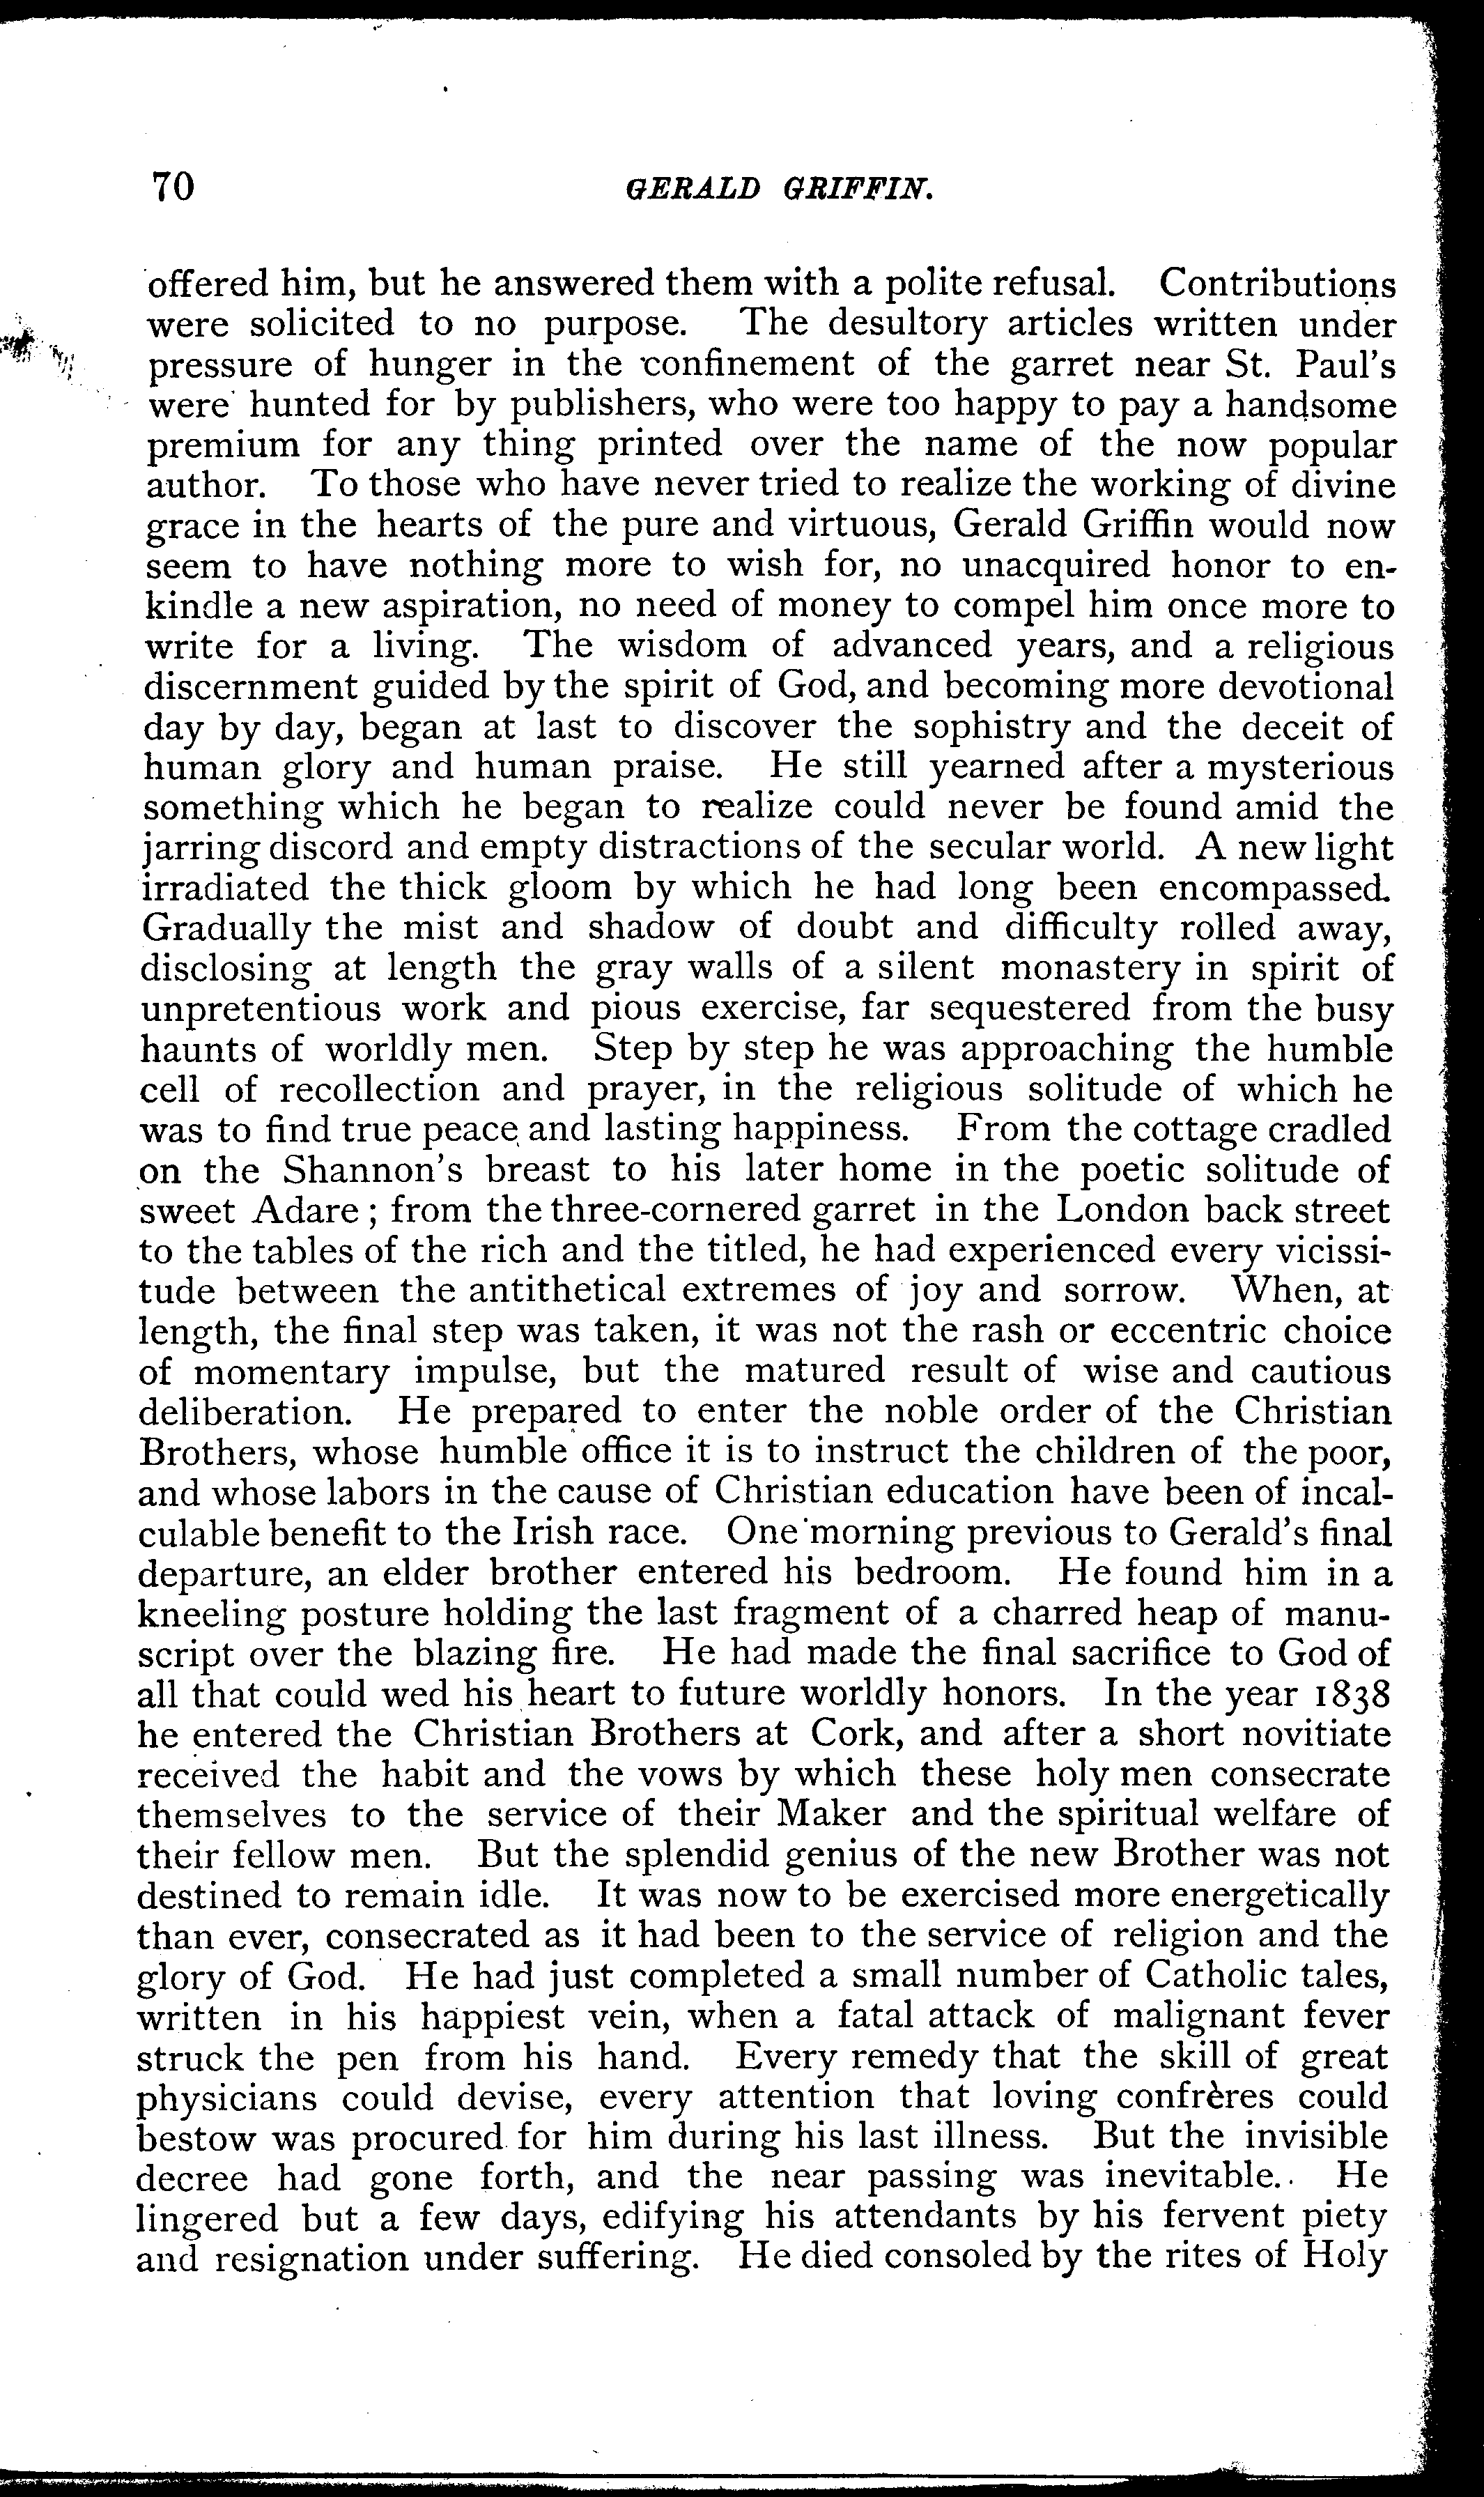 70 GERALD GRIFFIN.
offered him, but he answered them with a polite refusal. Contributions
were solicited to no purpose. The desultory articles written under
pressure of hunger in the confinement of the garret near St. Paul's
were hunted for by publishers, who were too happy to pay a handsome
premium for any thing printed over the name of the now popular
author. To those who have never tried to realize the working of divine
grace in the hearts of the pure and virtuous, Gerald Griffin would now
seem to have nothing more to wish for, no unacquired honor to en-
kindle a new aspiration, no need of money to compel him once more to
write for a living. The wisdom of advanced years, and a religious
discernment guided by the spirit of God, and becoming more devotional
day by day, began at last to discover the sophistry and the deceit of
human glory and human praise. He still yearned after a mysterious
something which he began to realize could never be found amid the
jarring discord and empty distractions of the secular world. A new light
irradiated the thick gloom by which he had long been encompassed.
Gradually the mist and shadow of doubt and difficulty rolled away,
disclosing at length the gray walls of a silent monastery in spirit of
unpretentious work and pious exercise, far sequestered from the busy
haunts of worldly men. Step by step he was approaching the humble
cell of recollection and prayer, in the religious solitude of which he
was to find true peace and lasting happiness. From the cottage cradled
on the Shannon's breast to his later home in the poetic solitude of
sweet Adare; from the three-cornered garret in the London back street
to the tables of the rich and the titled, he had experienced every vicissi-
tude between the antithetical extremes of joy and sorrow. When, at
length, the final step was taken, it was not the rash or eccentric choice
of momentary impulse, but the matured result of wise and cautious
deliberation. He prepared to enter the noble order of the Christian
Brothers, whose humble office it is to instruct the children of the poor,
and whose labors in the cause of Christian education have been of incal-
culable benefit to the Irish race. One morning previous to Gerald's final
departure, an elder brother entered his bedroom. He found him in a
kneeling posture holding the last fragment of a charred heap of manu-
script over the blazing fire. He had made the final sacrifice to God of
all that could wed his heart to future worldly honors. In the year 1838
he entered the Christian Brothers at Cork, and after a short novitiate
received the habit and the vows by which these holy men consecrate
themselves to the service of their Maker and the spiritual welfare of
their fellow men. But the splendid genius of the new Brother was not
destined to remain idle. It was now to be exercised more energetically
than ever, consecrated as it had been to the service of religion and the
glory of God. He had just completed a small number of Catholic tales,
written in his happiest vein, when a fatal attack of malignant fever
struck the pen from his hand. Every remedy that the skill of great
physicians could devise, every attention that loving confrères could
bestow was procured for him during his last illness. But the invisible
decree had gone forth, and the near passing was inevitable. He
lingered but a few days, edifying his attendants by his fervent piety
and resignation under suffering. He died consoled by the rites of Holy